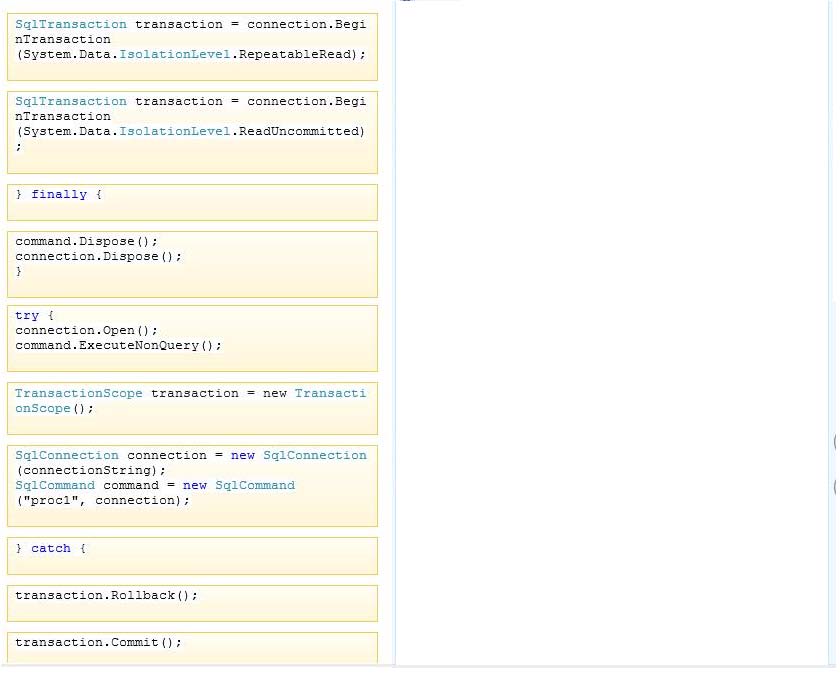 SqlTransaction transaction = connection.Begi
nTransaction
(System.Data.IsolationLevel.RepeatableRead);
SqlTransaction transaction = connection.Begi
nTransaction
(System.Data.IsolationLevel.ReadUncommitted)
;
} finally {
command.Dispose();
connection.Dispose();
}
try {
connection.Open();
command.ExecuteNonQuery();
TransactionScope transaction = new Transacti
onScope();
SqlConnection connection = new SqlConnection
(connectionString);
SqlCommand command = new SqlCommand
("proc1", connection);
} catch {
transaction.Rollback();
transaction.Commit();